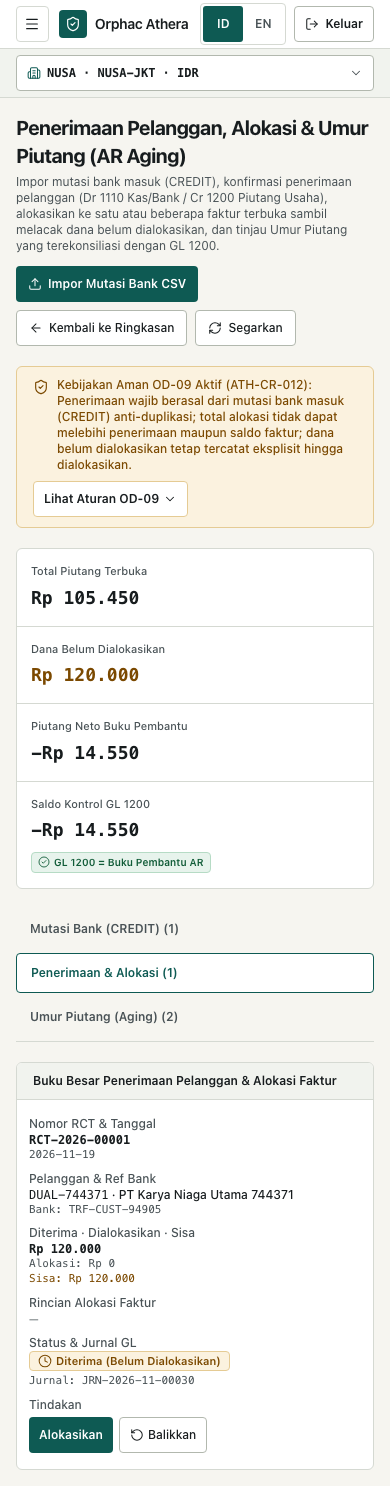 Orphac Athera
ID
EN
Keluar
NUSA · NUSA-JKT · IDR
Penerimaan Pelanggan, Alokasi & Umur
Piutang (AR Aging)
Impor mutasi bank masuk (CREDIT), konfirmasi penerimaan
pelanggan (Dr 1110 Kas/Bank / Cr 1200 Piutang Usaha),
alokasikan ke satu atau beberapa faktur terbuka sambil
melacak dana belum dialokasikan, dan tinjau Umur Piutang
yang terekonsiliasi dengan GL 1200.
Impor Mutasi Bank CSV
Kembali ke Ringkasan
Segarkan
Kebijakan Aman OD-09 Aktif (ATH-CR-012):
Penerimaan wajib berasal dari mutasi bank masuk
(CREDIT) anti-duplikasi; total alokasi tidak dapat
melebihi penerimaan maupun saldo faktur; dana
belum dialokasikan tetap tercatat eksplisit hingga
dialokasikan.
Lihat Aturan OD-09
Total Piutang Terbuka
Rp 105.450
Dana Belum Dialokasikan
Rp 120.000
Piutang Neto Buku Pembantu
-Rp 14.550
Saldo Kontrol GL 1200
-Rp 14.550
GL 1200 = Buku Pembantu AR
Mutasi Bank (CREDIT) (1)
Penerimaan & Alokasi (1)
Umur Piutang (Aging) (2)
Buku Besar Penerimaan Pelanggan & Alokasi Faktur
Nomor RCT & Tanggal
RCT-2026-00001
2026-11-19
Pelanggan & Ref Bank
DUAL-744371 · PT Karya Niaga Utama 744371
Bank: TRF-CUST-94905
Diterima · Dialokasikan · Sisa
Rp 120.000
Alokasi: Rp 0
Sisa: Rp 120.000
Rincian Alokasi Faktur
—
Status & Jurnal GL
Diterima (Belum Dialokasikan)
Jurnal: JRN-2026-11-00030
Tindakan
Alokasikan
Balikkan